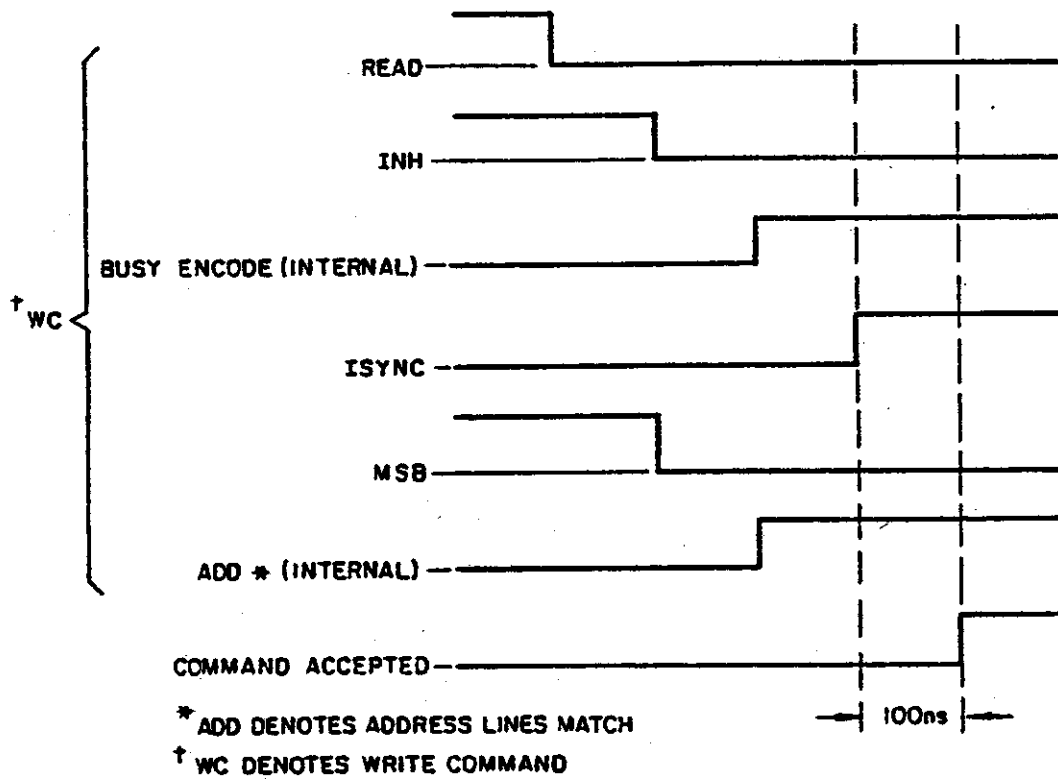 READ
INH
BUSY ENCODE (INTERNAL)
† WC
ISYNC
MSB
ADD * (INTERNAL)
COMMAND ACCEPTED
100ns
* ADD DENOTES ADDRESS LINES MATCH
† WC DENOTES WRITE COMMAND